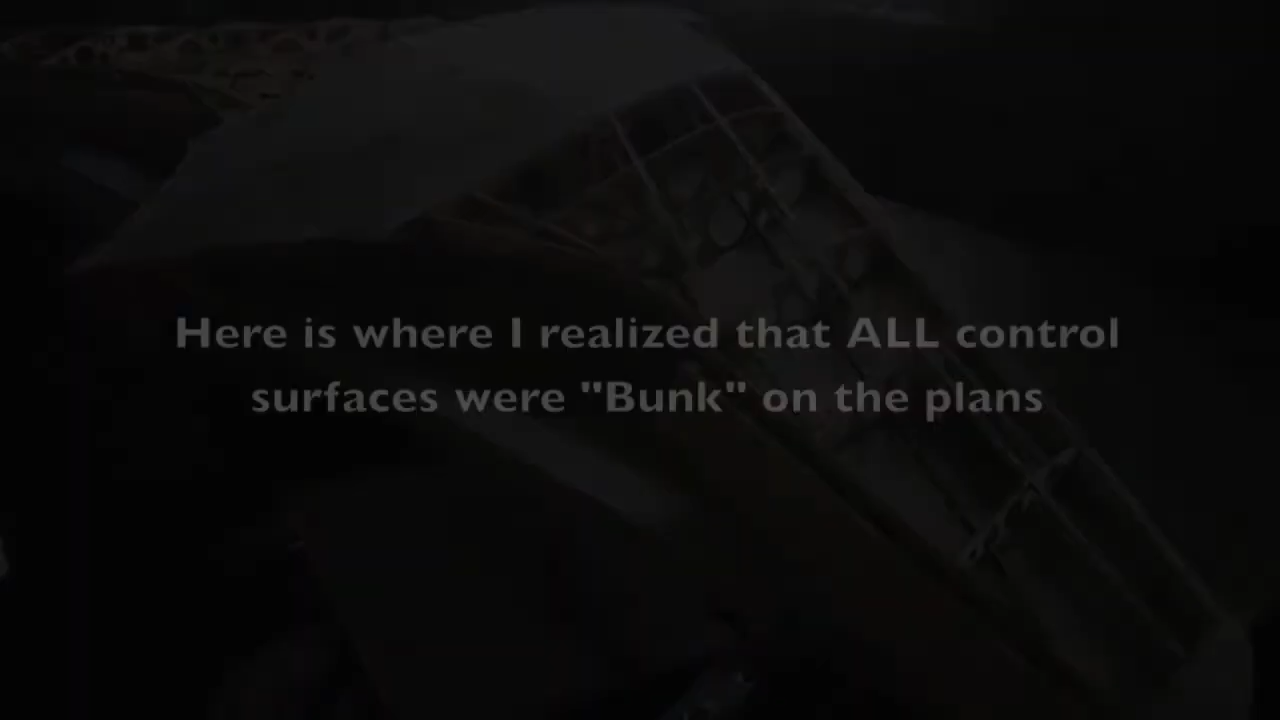 Here is where I realized that ALL control
surfaces were "Bunk" on the plans